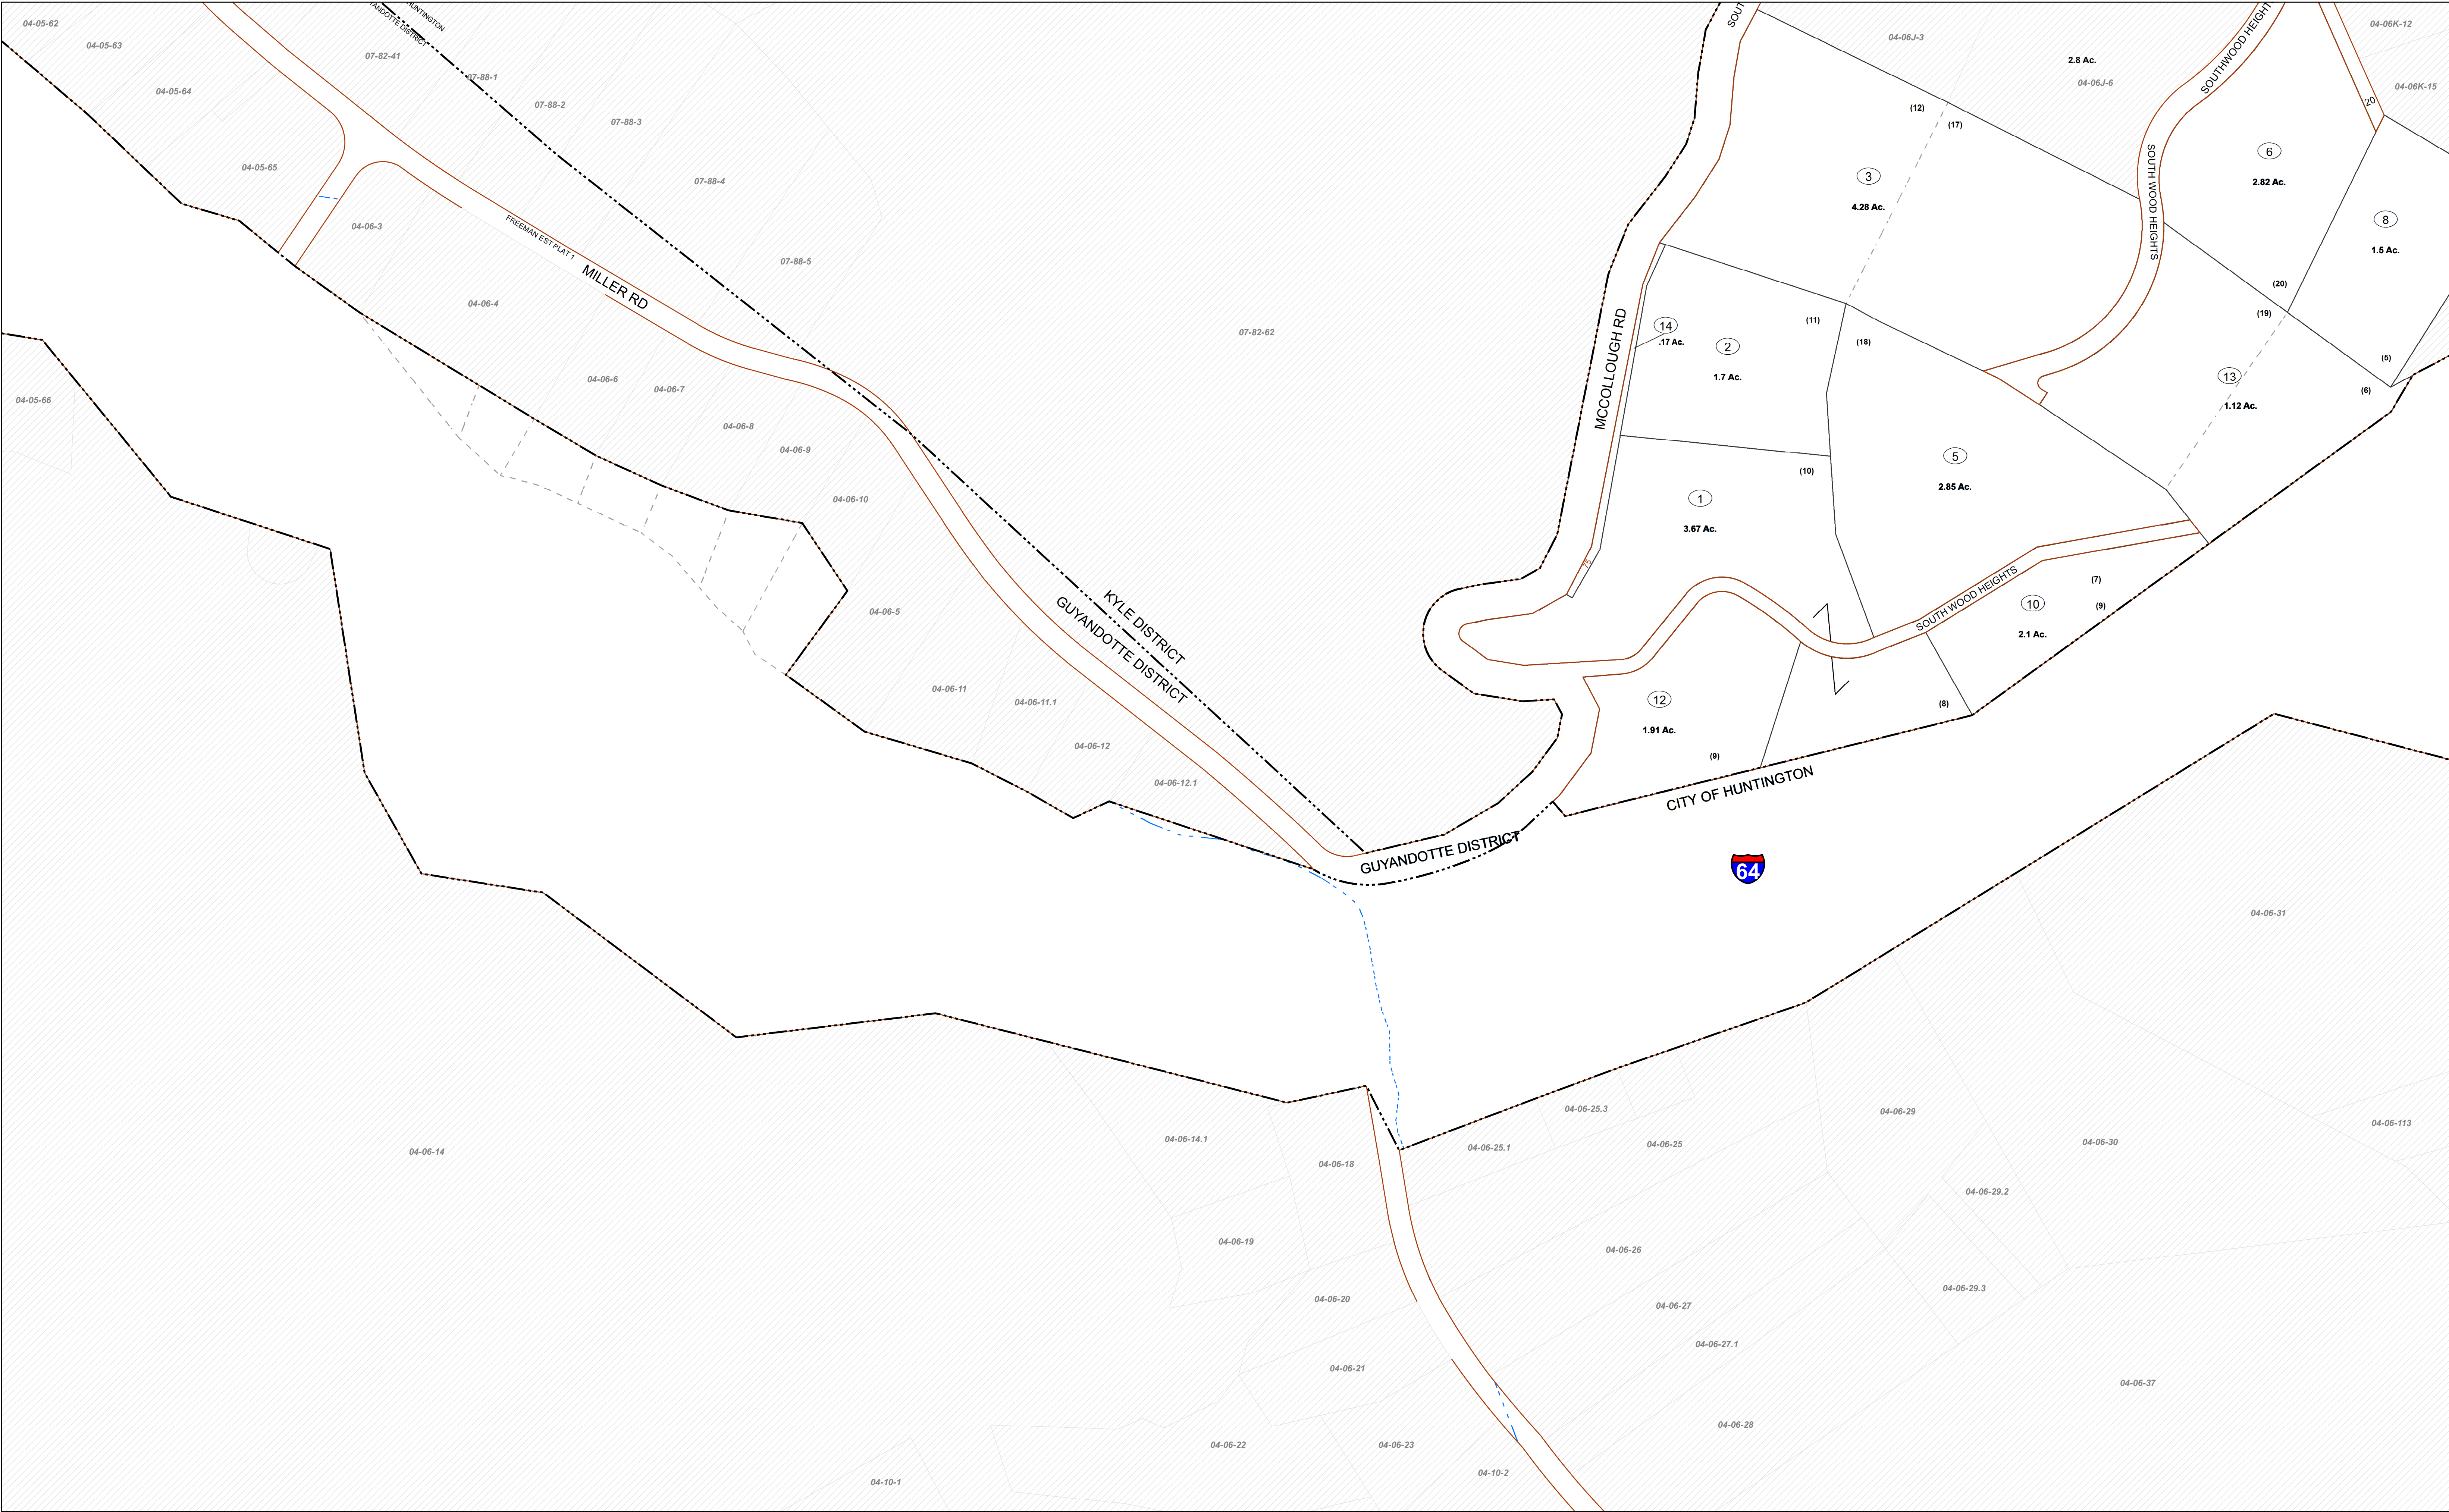 04-05-62
HUNTINGTON
GUYANDOTTE DISTRICT
04-05-63
07-82-41
07-88-1
04-05-64
07-88-2
07-88-3
04-05-65
07-88-4
04-06-3
FREEMAN EST PLAT 1
MILLER RD
07-88-5
04-06-4
07-82-62
04-05-66
04-06-6
04-06-7
04-06-8
04-06-9
04-06-10
04-06-5
KYLE DISTRICT
GUYANDOTTE DISTRICT
04-06-11
04-06-11.1
04-06-12
04-06-12.1
GUYANDOTTE DISTRICT
SOUT
04-06J-3
2.8 Ac.
04-06J-6
SOUTHWOOD HEIGHT
04-06K-12
04-06K-15
20
(12)
(17)
3
4.28 Ac.
SOUTH WOOD HEIGHTS
6
2.82 Ac.
8
1.5 Ac.
(20)
(19)
(11)
(18)
MCCOLLOUGH RD
14
.17 Ac.
2
1.7 Ac.
(5)
(6)
13
1.12 Ac.
(10)
5
2.85 Ac.
1
3.67 Ac.
75
SOUTH WOOD HEIGHTS
(7)
(9)
10
2.1 Ac.
12
1.91 Ac.
(8)
(9)
CITY OF HUNTINGTON
64
04-06-31
04-06-14
04-06-14.1
04-06-18
04-06-25.3
04-06-25.1
04-06-25
04-06-29
04-06-30
04-06-113
04-06-29.2
04-06-19
04-06-26
04-06-29.3
04-06-20
04-06-27
04-06-27.1
04-06-21
04-06-37
04-06-28
04-06-22
04-06-23
04-10-1
04-10-2